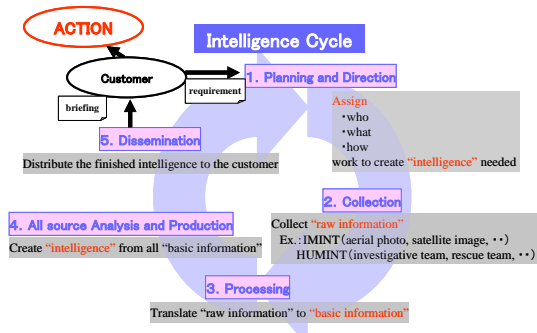 ACTION
Intelligence Cycle
Customer
1. Planning and Direction
requirement
briefing
Assign
・who
・what
・how
work to create “intelligence” needed
5. Dissemination
Distribute the finished intelligence to the customer
2. Collection
Collect “raw information”
Ex.：IMINT（aerial photo, satellite image, ・・）
HUMINT（investigative team, rescue team, ・・）
4. All source Analysis and Production
Create “intelligence” from all “basic information”
3. Processing
Translate “raw information” to “basic information”